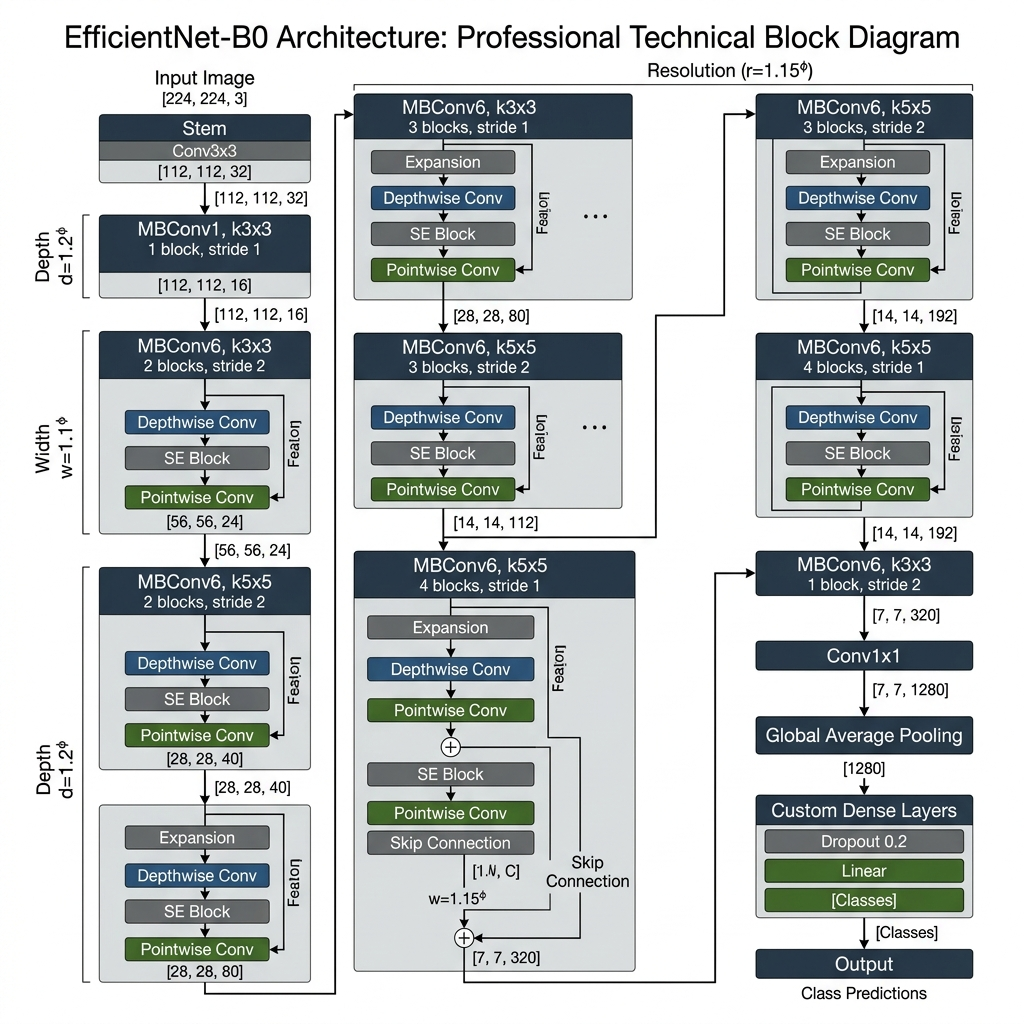 EfficientNet-B0 Architecture: Professional Technical Block Diagram
Input Image
[224, 224, 3]
Stem
Conv3x3
[112, 112, 32]
[112, 112, 32]
Depth
d=1.2ᶲ
MBConv1, k3x3
1 block, stride 1
[112, 112, 16]
[112, 112, 16]
Width
w=1.1ᶲ
MBConv6, k3x3
2 blocks, stride 2
Depthwise Conv
SE Block
Pointwise Conv
[56, 56, 24]
[56, 56, 24]
Depth
d=1.2ᶲ
MBConv6, k5x5
2 blocks, stride 2
Depthwise Conv
SE Block
Pointwise Conv
[28, 28, 40]
[28, 28, 40]
Expansion
Depthwise Conv
SE Block
Pointwise Conv
[28, 28, 80]
Resolution (r=1.15ᶲ)
MBConv6, k3x3
3 blocks, stride 1
Expansion
Depthwise Conv
SE Block
Pointwise Conv
...
[28, 28, 80]
MBConv6, k5x5
3 blocks, stride 2
Depthwise Conv
SE Block
Pointwise Conv
...
[14, 14, 112]
MBConv6, k5x5
4 blocks, stride 1
Expansion
Depthwise Conv
Pointwise Conv
+
SE Block
Pointwise Conv
Skip Connection
C]
w=1.15ᶲ
Skip
Connection
+
[7, 7, 320]
MBConv6, k5x5
3 blocks, stride 2
Expansion
Depthwise Conv
SE Block
Pointwise Conv
[14, 14, 192]
MBConv6, k5x5
4 blocks, stride 1
Depthwise Conv
SE Block
Pointwise Conv
[14, 14, 192]
MBConv6, k3x3
1 block, stride 2
[7, 7, 320]
Conv1x1
[7, 7, 1280]
Global Average Pooling
[1280]
Custom Dense Layers
Dropout 0.2
Linear
[Classes]
[Classes]
Output
Class Predictions